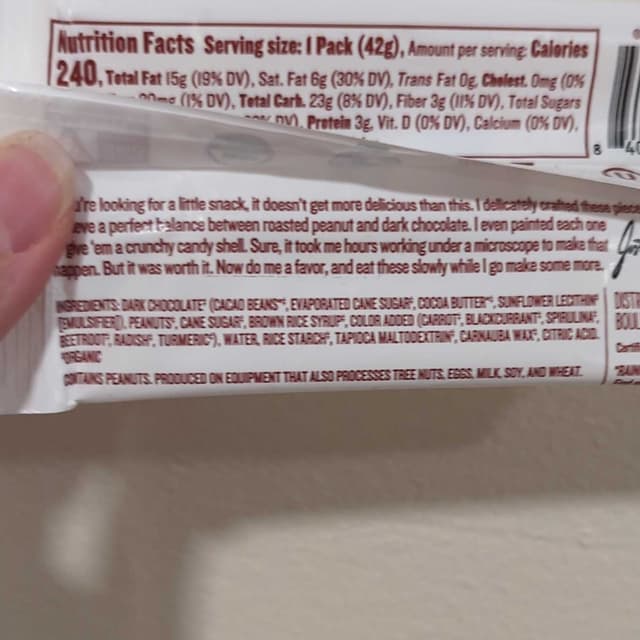 Nutrition Facts Serving size: 1 Pack (42g), Amount per serving: Calories
240, Total Fat 15g (19% DV), Sat. Fat 6g (30% DV), Trans Fat 0g, Cholest. 0mg (0%
(1% DV), Total Carb. 23g (8% DV), Fiber 3g (11% DV), Total Sugars
DV), Protein 3g, Vit. D (0% DV), Calcium (0% DV),
8 40
're looking for a little snack, it doesn't get more delicious than this. I delicately crafted these piece
eve a perfect balance between roasted peanut and dark chocolate. I even painted each one
give 'em a crunchy candy shell. Sure, it took me hours working under a microscope to make that
appen. But it was worth it. Now do me a favor, and eat these slowly while I go make some more.
INGREDIENTS: DARK CHOCOLATE* (CACAO BEANS*^, EVAPORATED CANE SUGAR*, COCOA BUTTER*^, SUNFLOWER LECITHIN*
[EMULSIFIER]), PEANUTS*, CANE SUGAR*, BROWN RICE SYRUP*, COLOR ADDED (CARROT*, BLACKCURRANT*, SPIRULINA*,
BEETROOT*, RADISH*, TURMERIC*), WATER, RICE STARCH*, TAPIOCA MALTODEXTRIN*, CARNAUBA WAX*, CITRIC ACID.
*ORGANIC
CONTAINS PEANUTS. PRODUCED ON EQUIPMENT THAT ALSO PROCESSES TREE NUTS, EGGS, MILK, SOY, AND WHEAT.
DISTR
BOUL
Certifi